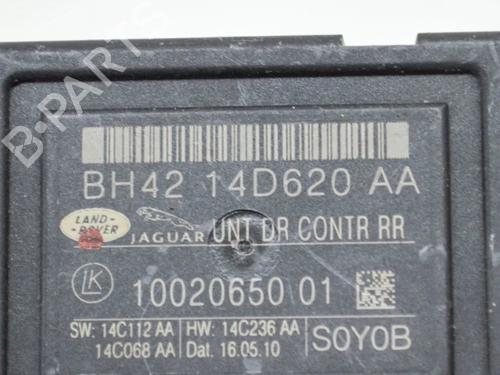 B-PARTS
BH42 14D620 AA
LAND-
ROVER
JAGUAR UNT DR CONTR RR
LK 10020650 01
SW: 14C112 AA HW: 14C236 AA
14C068 AA Dat. 16.05.10
S0Y0B